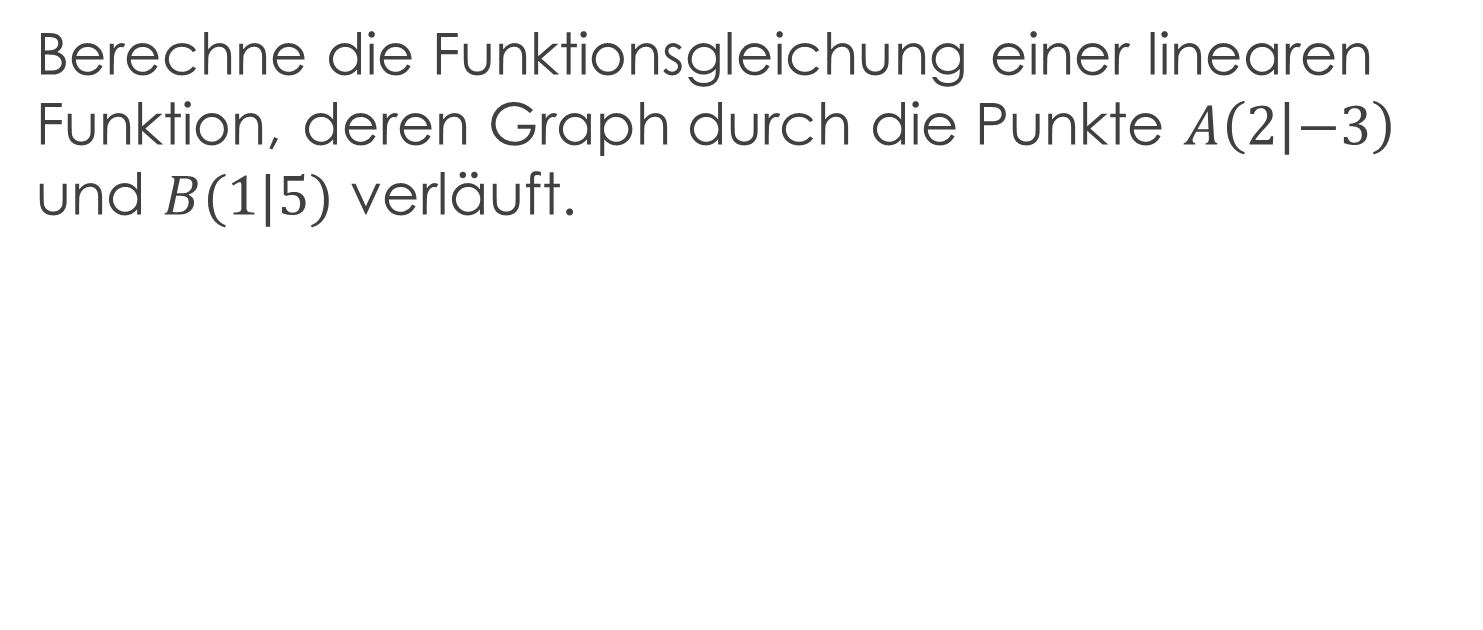 Berechne die Funktionsgleichung einer linearen
Funktion, deren Graph durch die Punkte A(2|−3)
und B(1|5) verläuft.